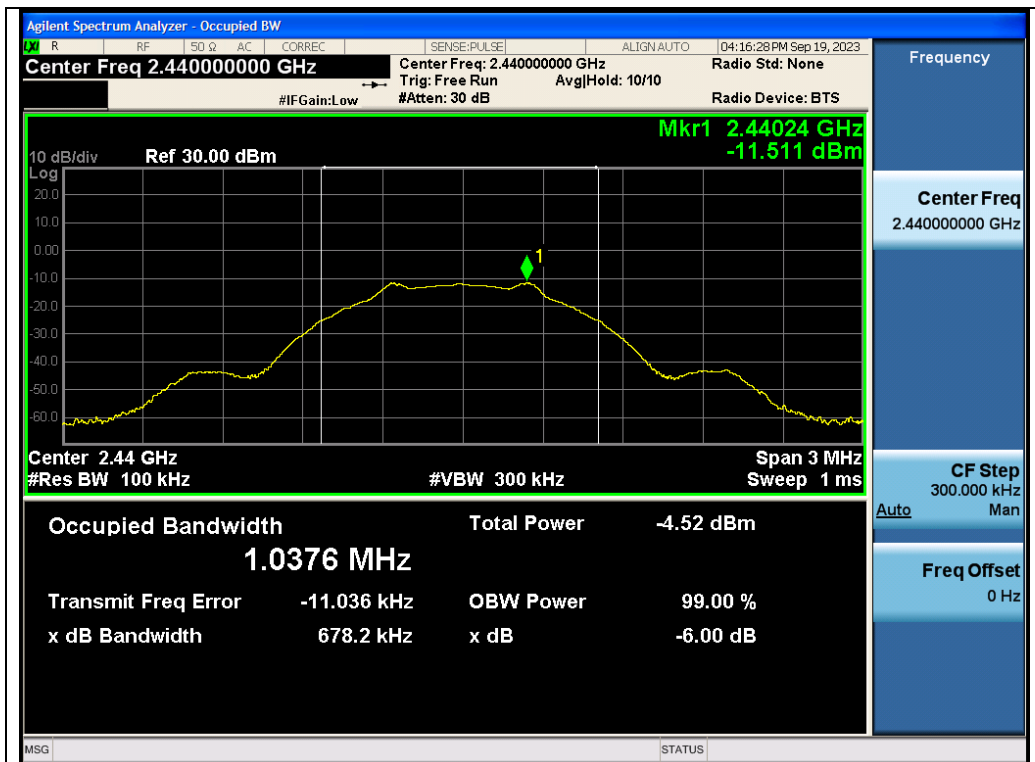 Agilent Spectrum Analyzer - Occupied BW
LXI R RF 50 Ω AC CORREC SENSE:PULSE ALIGN AUTO 04:16:28 PM Sep 19, 2023
Center Freq 2.440000000 GHz Center Freq: 2.440000000 GHz Radio Std: None
Trig: Free Run Avg|Hold: 10/10
#IFGain:Low #Atten: 30 dB Radio Device: BTS
Mkr1 2.44024 GHz
-11.511 dBm
10 dB/div Ref 30.00 dBm
Log
20.0
10.0
0.00
1
-10.0
-20.0
-30.0
-40.0
-50.0
-60.0
Center 2.44 GHz Span 3 MHz
#Res BW 100 kHz #VBW 300 kHz Sweep 1 ms
Occupied Bandwidth Total Power -4.52 dBm
1.0376 MHz
Transmit Freq Error -11.036 kHz OBW Power 99.00 %
x dB Bandwidth 678.2 kHz x dB -6.00 dB
MSG STATUS
Frequency
Center Freq
2.440000000 GHz
CF Step
300.000 kHz
Auto Man
Freq Offset
0 Hz